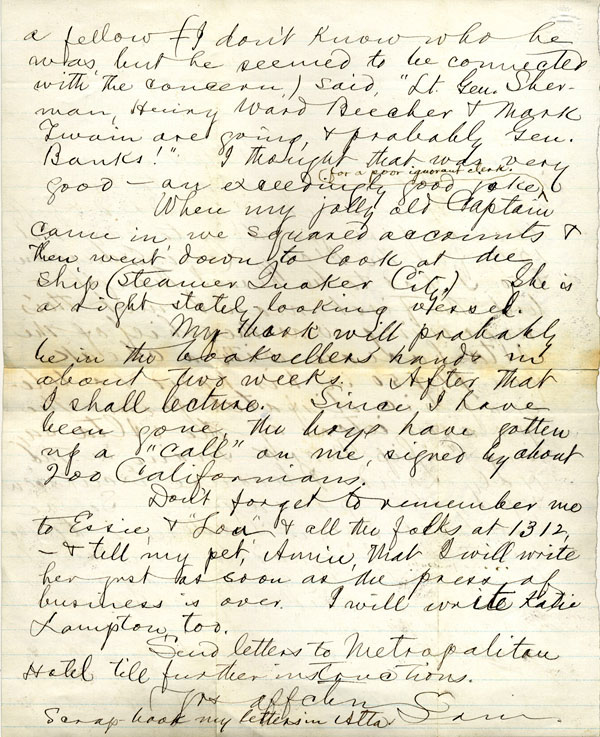 a fellow (I don't know who he
was, but he seemed to be connected
with the concern,) said, "Lt. Gen. Sher-
man, Henry Ward Beecher & Mark
Twain are going, & probably Gen.
Banks!" I thought that was very
(for a poor ignorant clerk.
good — an exceedingly good joke,
When my jolly old Captain
came in, we squared accounts &
then went down to look at the
ship (steamer Quaker City.) She is
a right stately-looking vessel.
My book will probably
be in the booksellers' hands in
about two weeks. After that
I shall lecture. Since I have
been gone, the boys have gotten
up a "call" on me, signed by about
200 Californians.
Don't forget to remember me
to Essie, & "Lou" & all the folks at 1312,
— & tell my pet, Annie, that I will write
her just as soon as the press of
business is over. I will write Katie
Lampton, too.
Send letters to Metropolitan
Hotel till further instructions.
Yrs affctny
Sam.
Scrap-book my letters in Alta